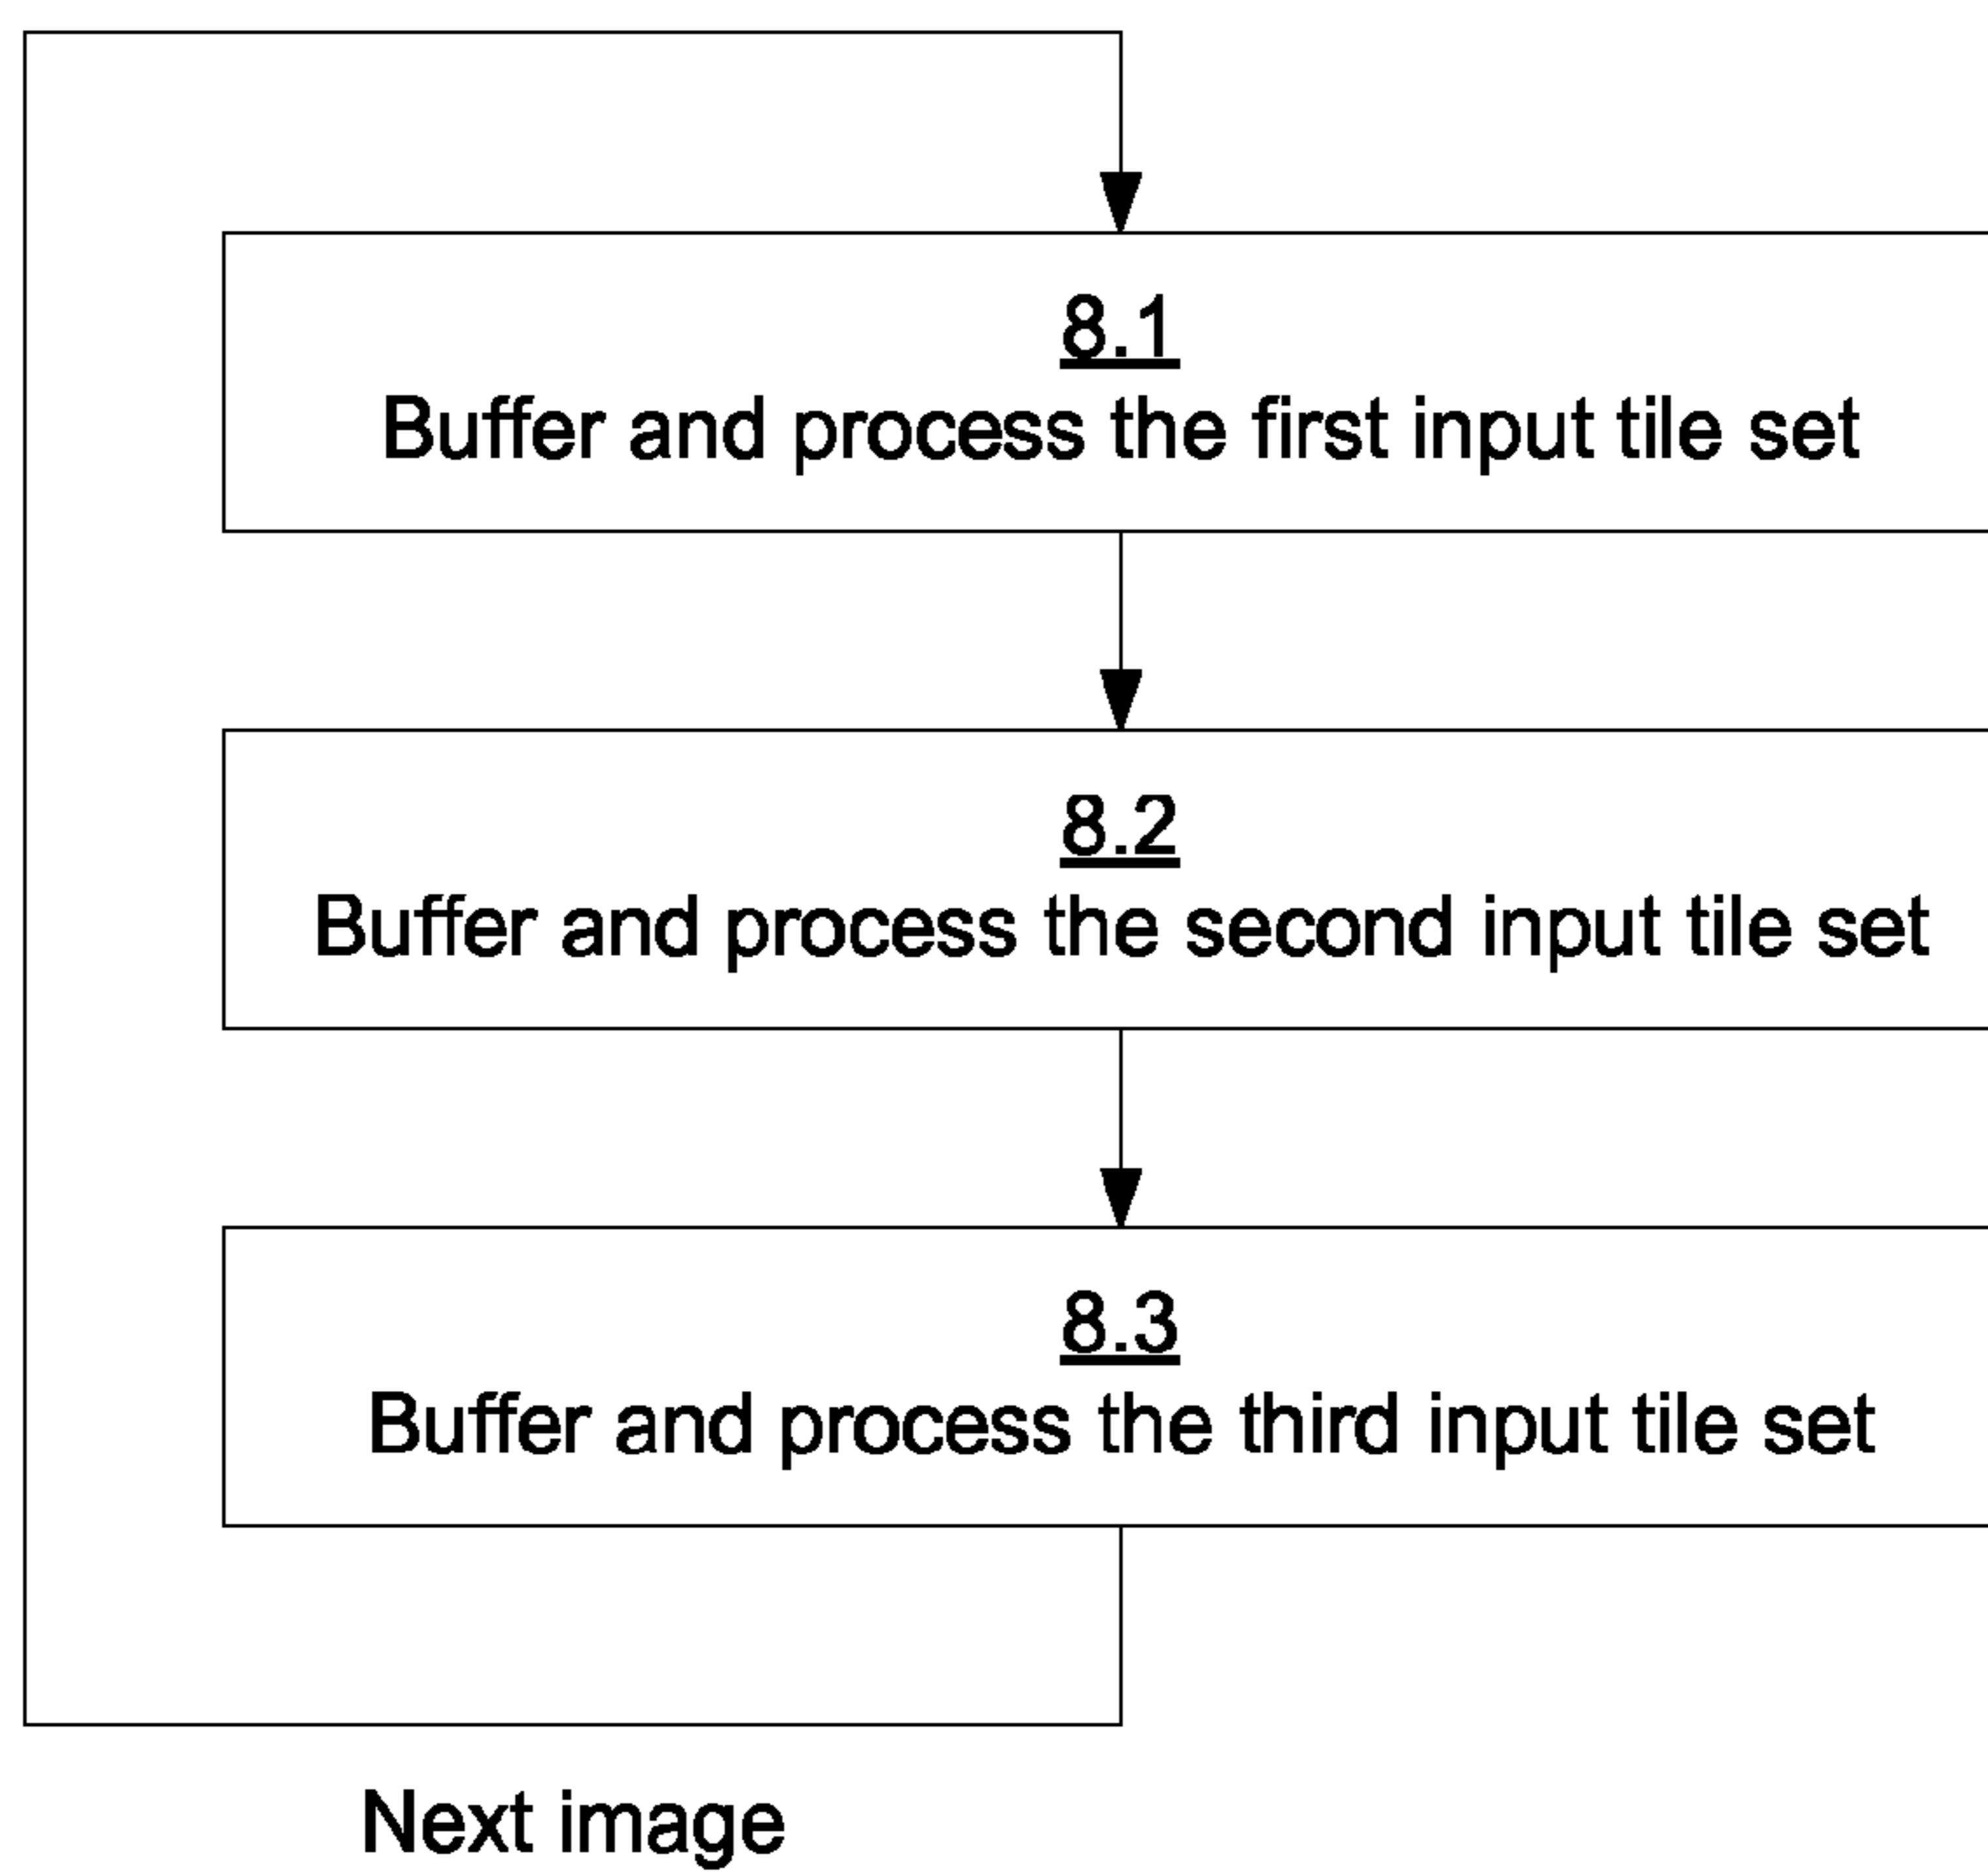 8.1
Buffer and process the first input tile set
8.2
Buffer and process the second input tile set
8.3
Buffer and process the third input tile set
Next image